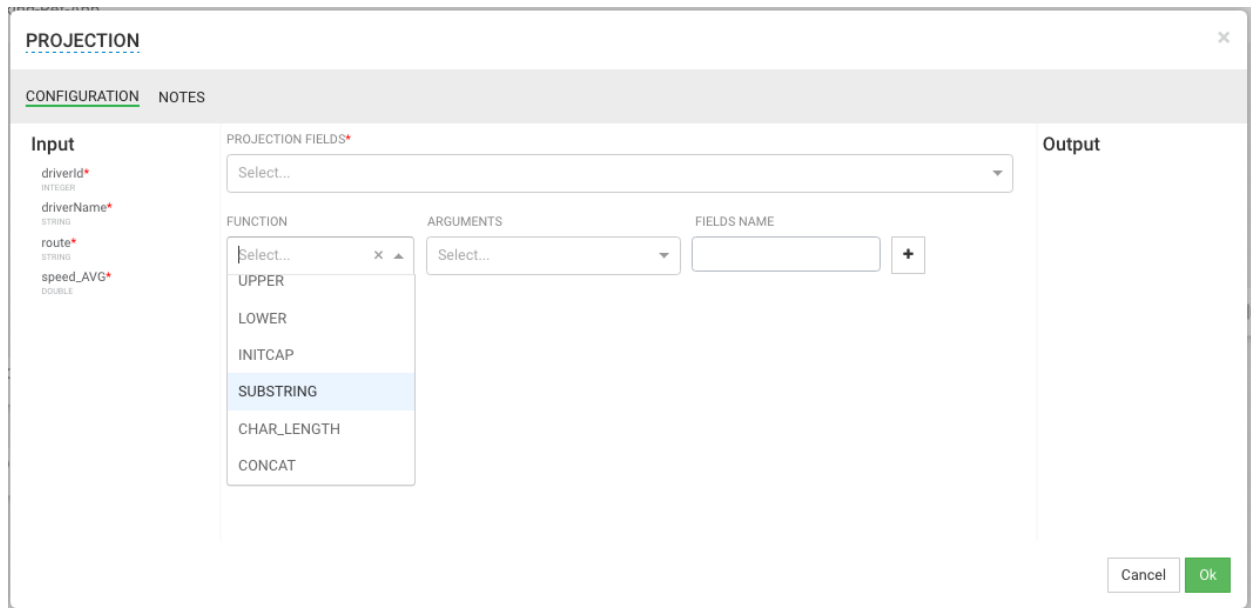 PROJECTION ×
CONFIGURATION NOTES
Input
driverId*
INTEGER
driverName*
STRING
route*
STRING
speed_AVG*
DOUBLE
PROJECTION FIELDS*
Select...
FUNCTION ARGUMENTS FIELDS NAME
Select... × Select... +
UPPER
LOWER
INITCAP
SUBSTRING
CHAR_LENGTH
CONCAT
Output
Cancel Ok